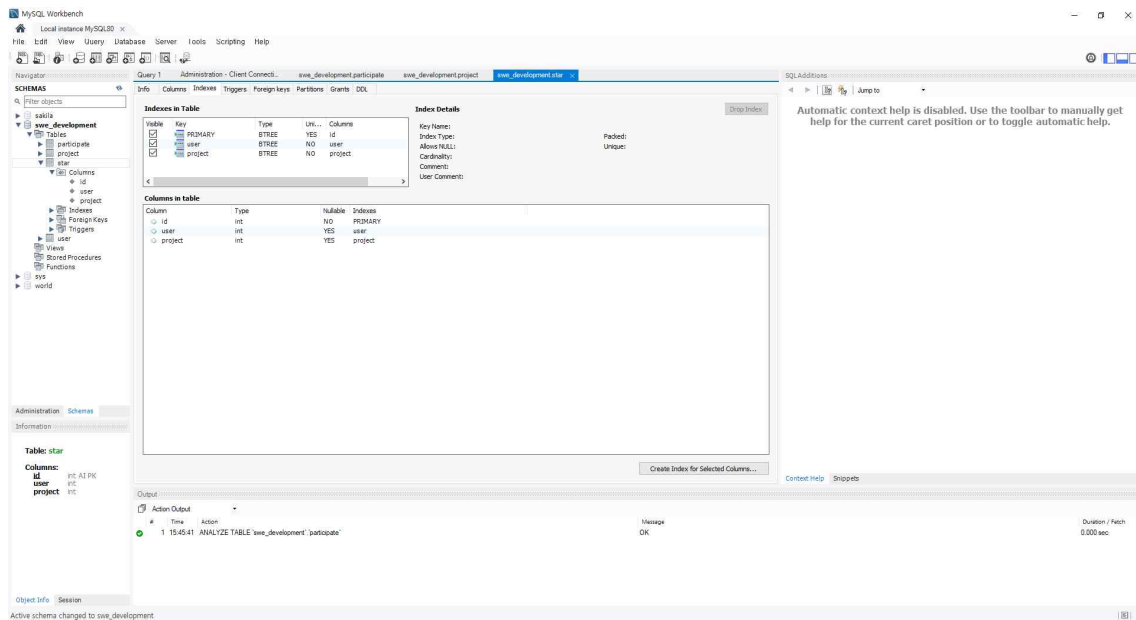 MySQL Workbench
Local instance MySQL80 ×
File Edit View Query Database Server Tools Scripting Help
Navigator
SCHEMAS
Filter objects
sakila
swe_development
Tables
participate
project
star
Columns
id
user
project
Indexes
Foreign Keys
Triggers
user
Views
Stored Procedures
Functions
sys
world
Administration Schemas
Information
Table: star
Columns:
id int AI PK
user int
project int
Object Info Session
Query 1 Administration - Client Connecti... swe_development.participate swe_development.project swe_development.star ×
Info Columns Indexes Triggers Foreign keys Partitions Grants DDL
Indexes in Table
Visible Key Type Uni... Columns
PRIMARY BTREE YES id
user BTREE NO user
project BTREE NO project
Index Details
Drop Index
Key Name:
Index Type: Packed:
Allows NULL: Unique:
Cardinality:
Comment:
User Comment:
Columns in table
Column Type Nullable Indexes
id int NO PRIMARY
user int YES user
project int YES project
Create Index for Selected Columns...
SQLAdditions
Jump to
Automatic context help is disabled. Use the toolbar to manually get
help for the current caret position or to toggle automatic help.
Context Help Snippets
Output
Action Output
# Time Action Message Duration / Fetch
1 15:45:41 ANALYZE TABLE `swe_development`.`participate` OK 0.000 sec
Active schema changed to swe_development